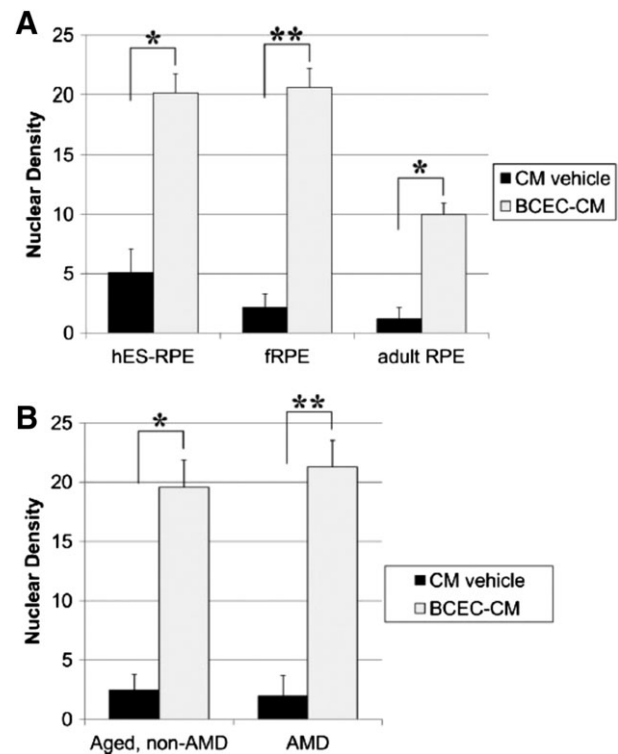 A
Nuclear Density
25
20
15
10
5
0
*
**
*
hES-RPE
fRPE
adult RPE
CM vehicle
BCEC-CM
B
Nuclear Density
25
20
15
10
5
0
*
**
Aged, non-AMD
AMD
CM vehicle
BCEC-CM